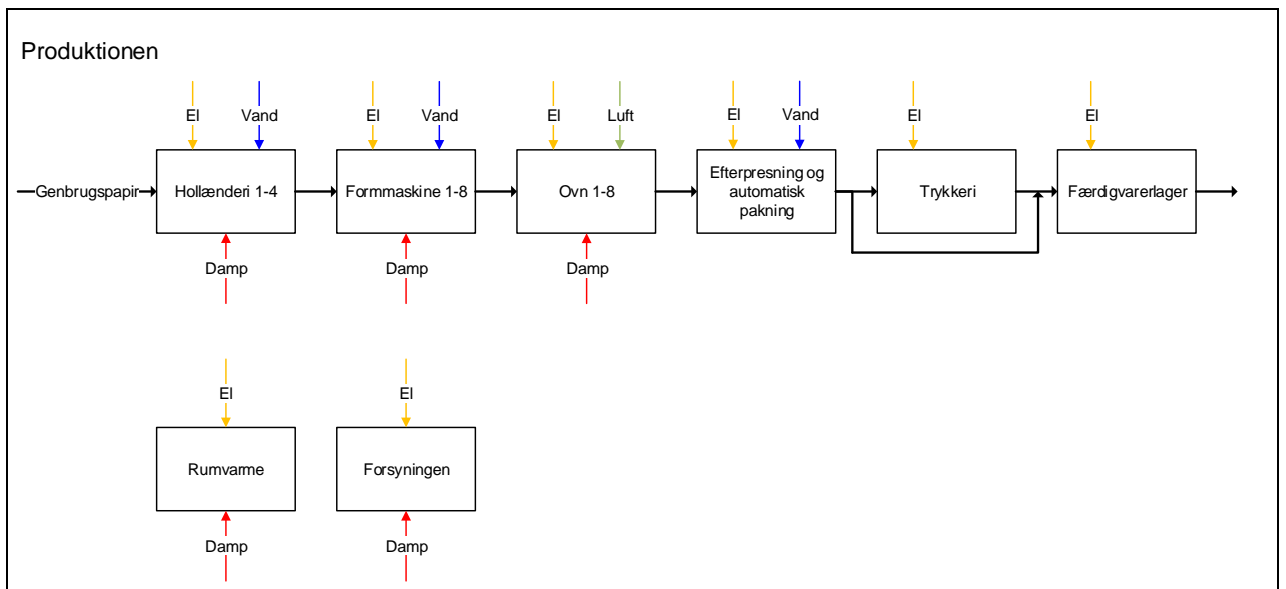 Produktionen
El
Vand
El
Vand
El
Luft
El
Vand
El
El
Genbrugspapir
Hollænderi 1-4
Formmaskine 1-8
Ovn 1-8
Efterpresning og
automatisk
pakning
Trykkeri
Færdigvarerlager
Damp
Damp
Damp
El
El
Rumvarme
Forsyningen
Damp
Damp